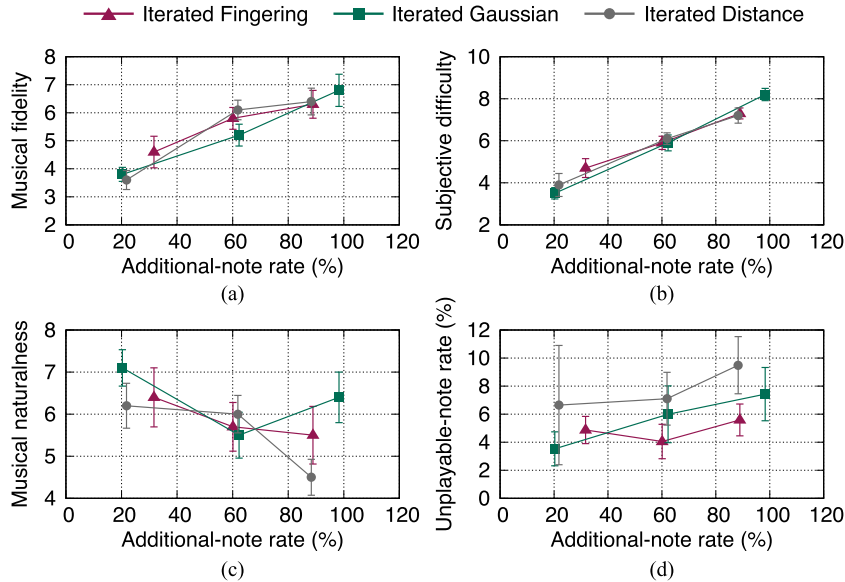 Iterated Fingering Iterated Gaussian Iterated Distance
Musical fidelity
8
7
6
5
4
3
2
0 20 40 60 80 100 120
Additional-note rate (%)
(a)
Subjective difficulty
10
8
6
4
2
0 20 40 60 80 100 120
Additional-note rate (%)
(b)
Musical naturalness
8
7
6
5
4
0 20 40 60 80 100 120
Additional-note rate (%)
(c)
Unplayable-note rate (%)
12
10
8
6
4
2
0
0 20 40 60 80 100 120
Additional-note rate (%)
(d)